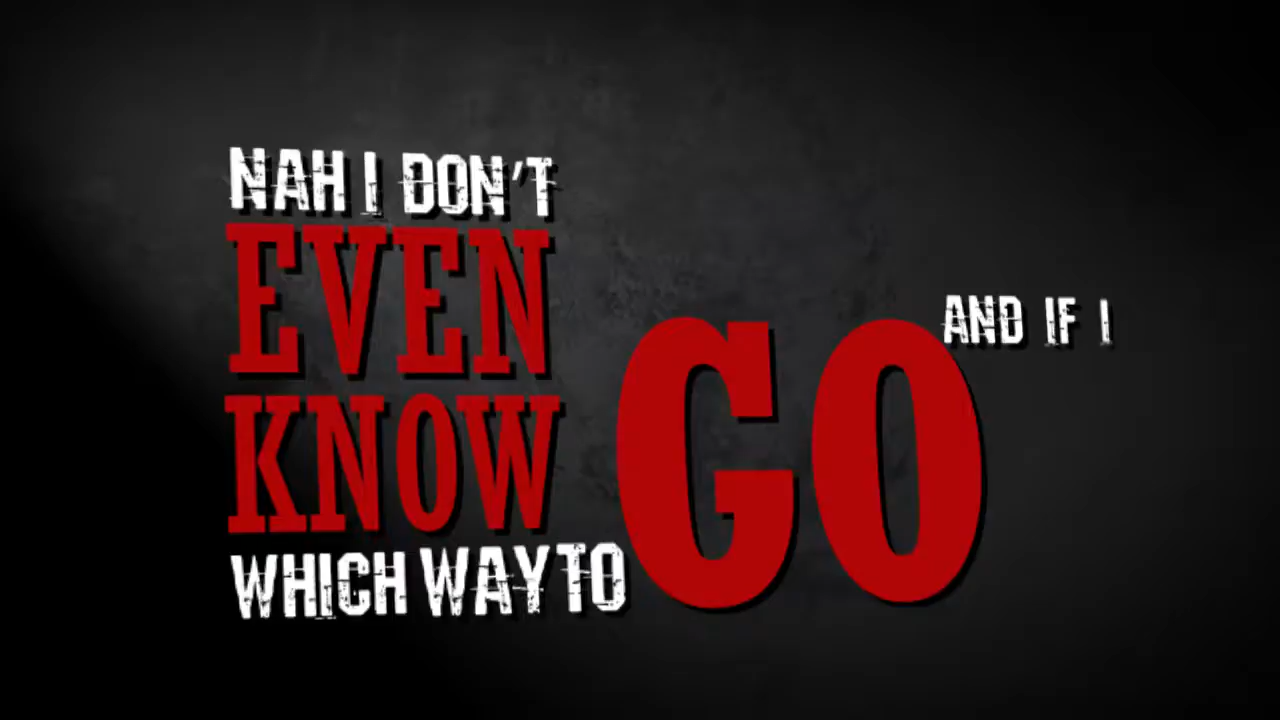 NAH I DON'T
EVEN
KNOW
WHICH WAY TO
GO
AND IF I